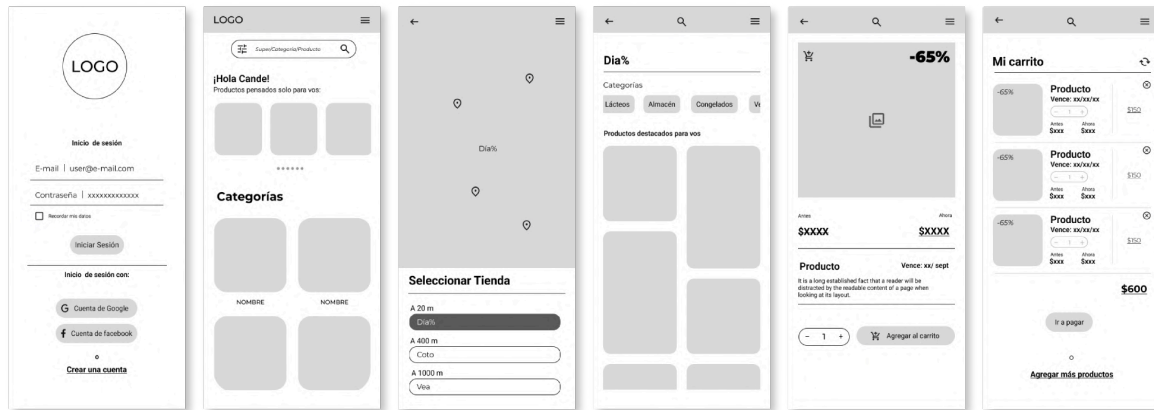 LOGO
Inicio de sesión
E-mail | user@e-mail.com
Contraseña | xxxxxxxxxxxxx
Recordar mis datos
Iniciar Sesión
Inicio de sesión con:
G Cuenta de Google
f Cuenta de facebook
o
Crear una cuenta
LOGO
Super/Categoria/Producto
¡Hola Cande!
Productos pensados solo para vos:
Categorías
NOMBRE NOMBRE
Dia%
Seleccionar Tienda
A 20 m
Dia%
A 400 m
Coto
A 1000 m
Vea
Dia%
Categorías
Lácteos Almacén Congelados Ve
Productos destacados para vos
-65%
Antes Ahora
$XXXX $XXXX
Producto Vence: xx/ sept
It is a long established fact that a reader will be
distracted by the readable content of a page when
looking at its layout.
- 1 + Agregar al carrito
Mi carrito
-65% Producto
Vence: xx/xx/xx
- 1 + $150
Antes Ahora
$xxx $xxx
-65% Producto
Vence: xx/xx/xx
- 1 + $150
Antes Ahora
$xxx $xxx
-65% Producto
Vence: xx/xx/xx
- 1 + $150
Antes Ahora
$xxx $xxx
$600
Ir a pagar
o
Agregar más productos